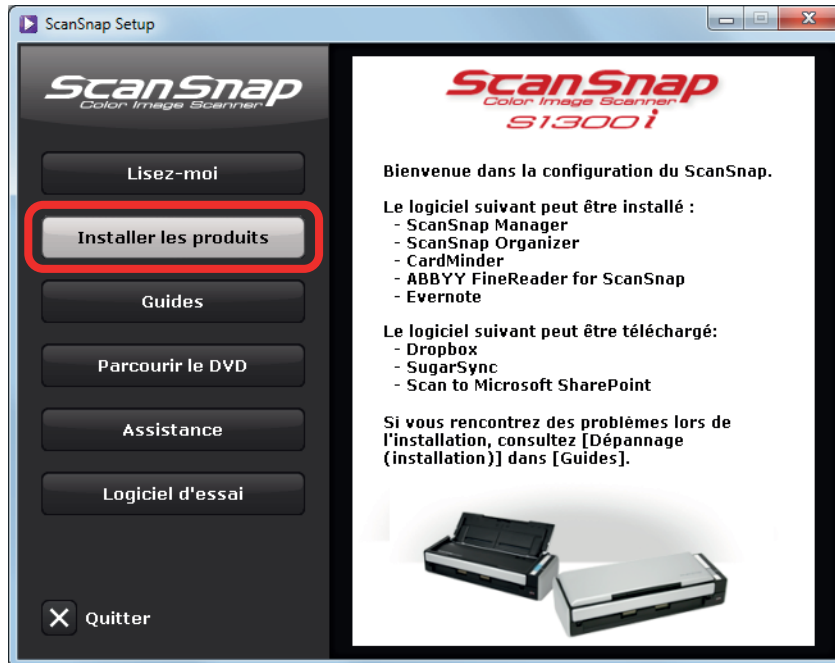 ScanSnap Setup
ScanSnap
Color Image Scanner
Lisez-moi
Installer les produits
Guides
Parcourir le DVD
Assistance
Logiciel d'essai
Quitter
ScanSnap
Color Image Scanner
S1300i
Bienvenue dans la configuration du ScanSnap.
Le logiciel suivant peut être installé :
- ScanSnap Manager
- ScanSnap Organizer
- CardMinder
- ABBYY FineReader for ScanSnap
- Evernote
Le logiciel suivant peut être téléchargé:
- Dropbox
- SugarSync
- Scan to Microsoft SharePoint
Si vous rencontrez des problèmes lors de
l'installation, consultez [Dépannage
(installation)] dans [Guides].